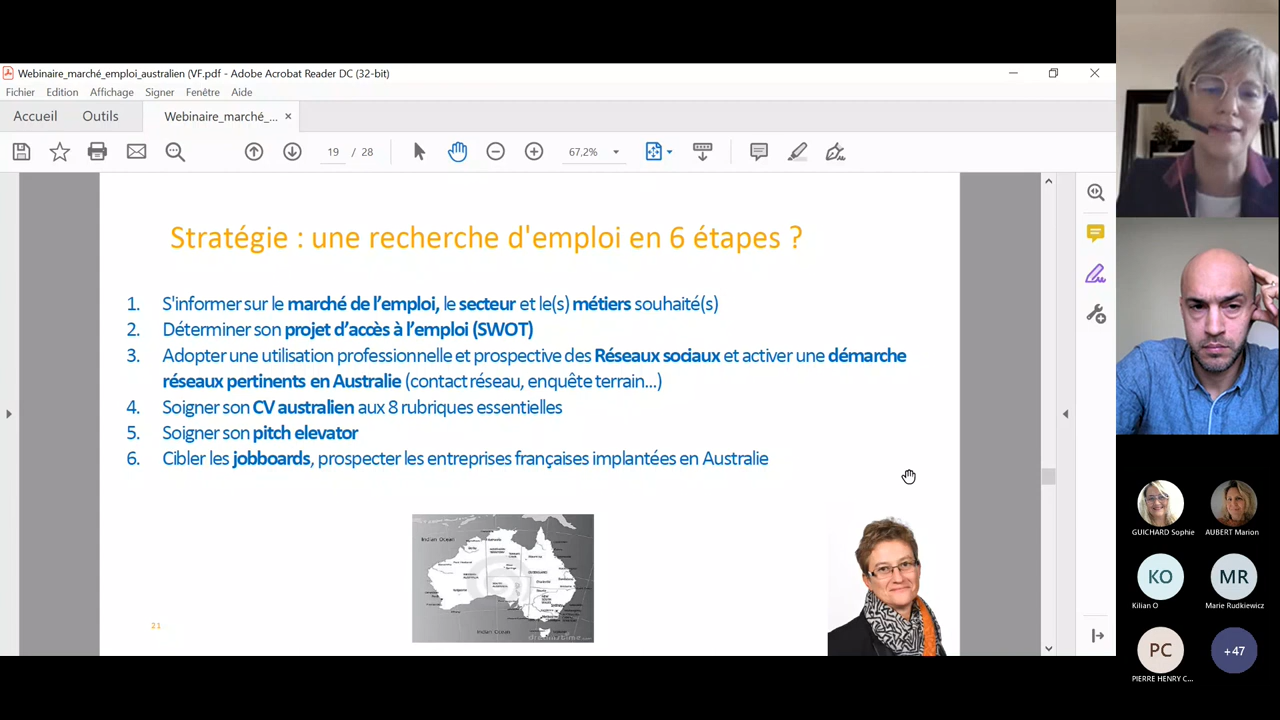 Webinaire_marché_emploi_australien (VF.pdf - Adobe Acrobat Reader DC (32-bit)
Fichier Edition Affichage Signer Fenêtre Aide
Accueil Outils Webinaire_marché_...
19 / 28 67,2%
Stratégie : une recherche d'emploi en 6 étapes ?
1. S'informer sur le marché de l'emploi, le secteur et le(s) métiers souhaité(s)
2. Déterminer son projet d'accès à l'emploi (SWOT)
3. Adopter une utilisation professionnelle et prospective des Réseaux sociaux et activer une démarche
réseaux pertinents en Australie (contact réseau, enquête terrain...)
4. Soigner son CV australien aux 8 rubriques essentielles
5. Soigner son pitch elevator
6. Cibler les jobboards, prospecter les entreprises françaises implantées en Australie
Indian Ocean
Indian Ocean
21
GUICHARD Sophie
AUBERT Marion
KO
Kilian O
MR
Marie Rudkiewicz
PC
PIERRE HENRY C...
+47